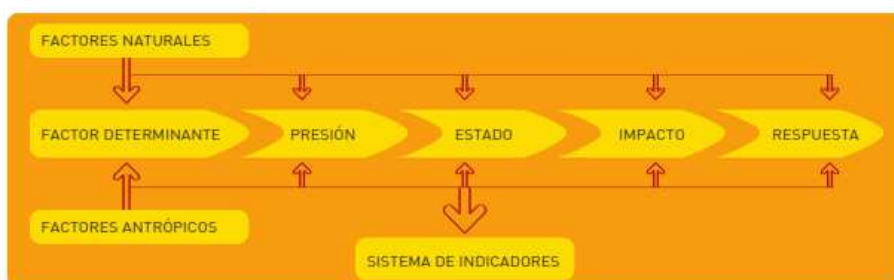 FACTORES NATURALES
FACTOR DETERMINANTE
PRESIÓN
ESTADO
IMPACTO
RESPUESTA
FACTORES ANTRÓPICOS
SISTEMA DE INDICADORES